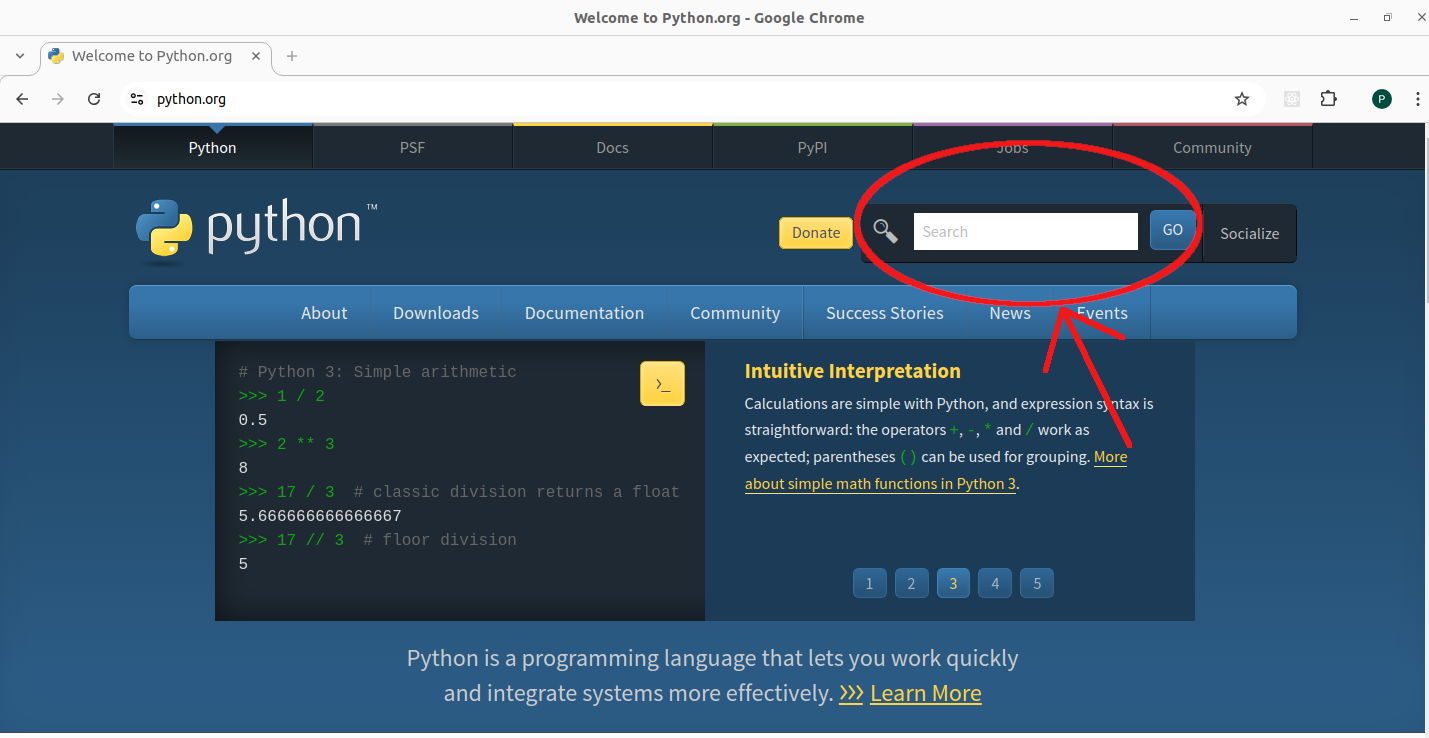 Welcome to Python.org - Google Chrome
Welcome to Python.org
python.org
P
Python PSF Docs PyPI Jobs Community
python™
Donate Search GO Socialize
About Downloads Documentation Community Success Stories News Events
# Python 3: Simple arithmetic
>>> 1 / 2
0.5
>>> 2 ** 3
8
>>> 17 / 3  # classic division returns a float
5.666666666666667
>>> 17 // 3  # floor division
5
>_
Intuitive Interpretation
Calculations are simple with Python, and expression syntax is
straightforward: the operators +, -, * and / work as
expected; parentheses () can be used for grouping. More
about simple math functions in Python 3.
1 2 3 4 5
Python is a programming language that lets you work quickly
and integrate systems more effectively. >>> Learn More